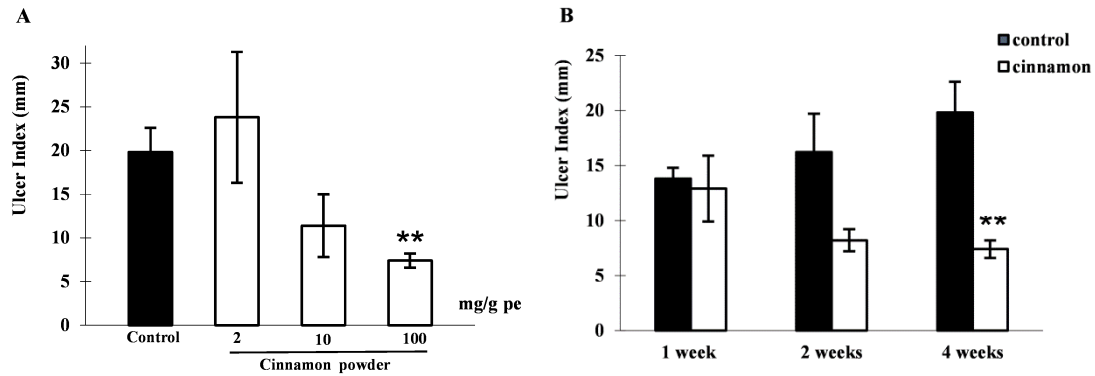 A
Ulcer Index (mm)
30
25
20
15
10
5
0
**
mg/g pe
Control 2 10 100
Cinnamon powder
B
control
cinnamon
Ulcer Index (mm)
25
20
15
10
5
0
**
1 week 2 weeks 4 weeks